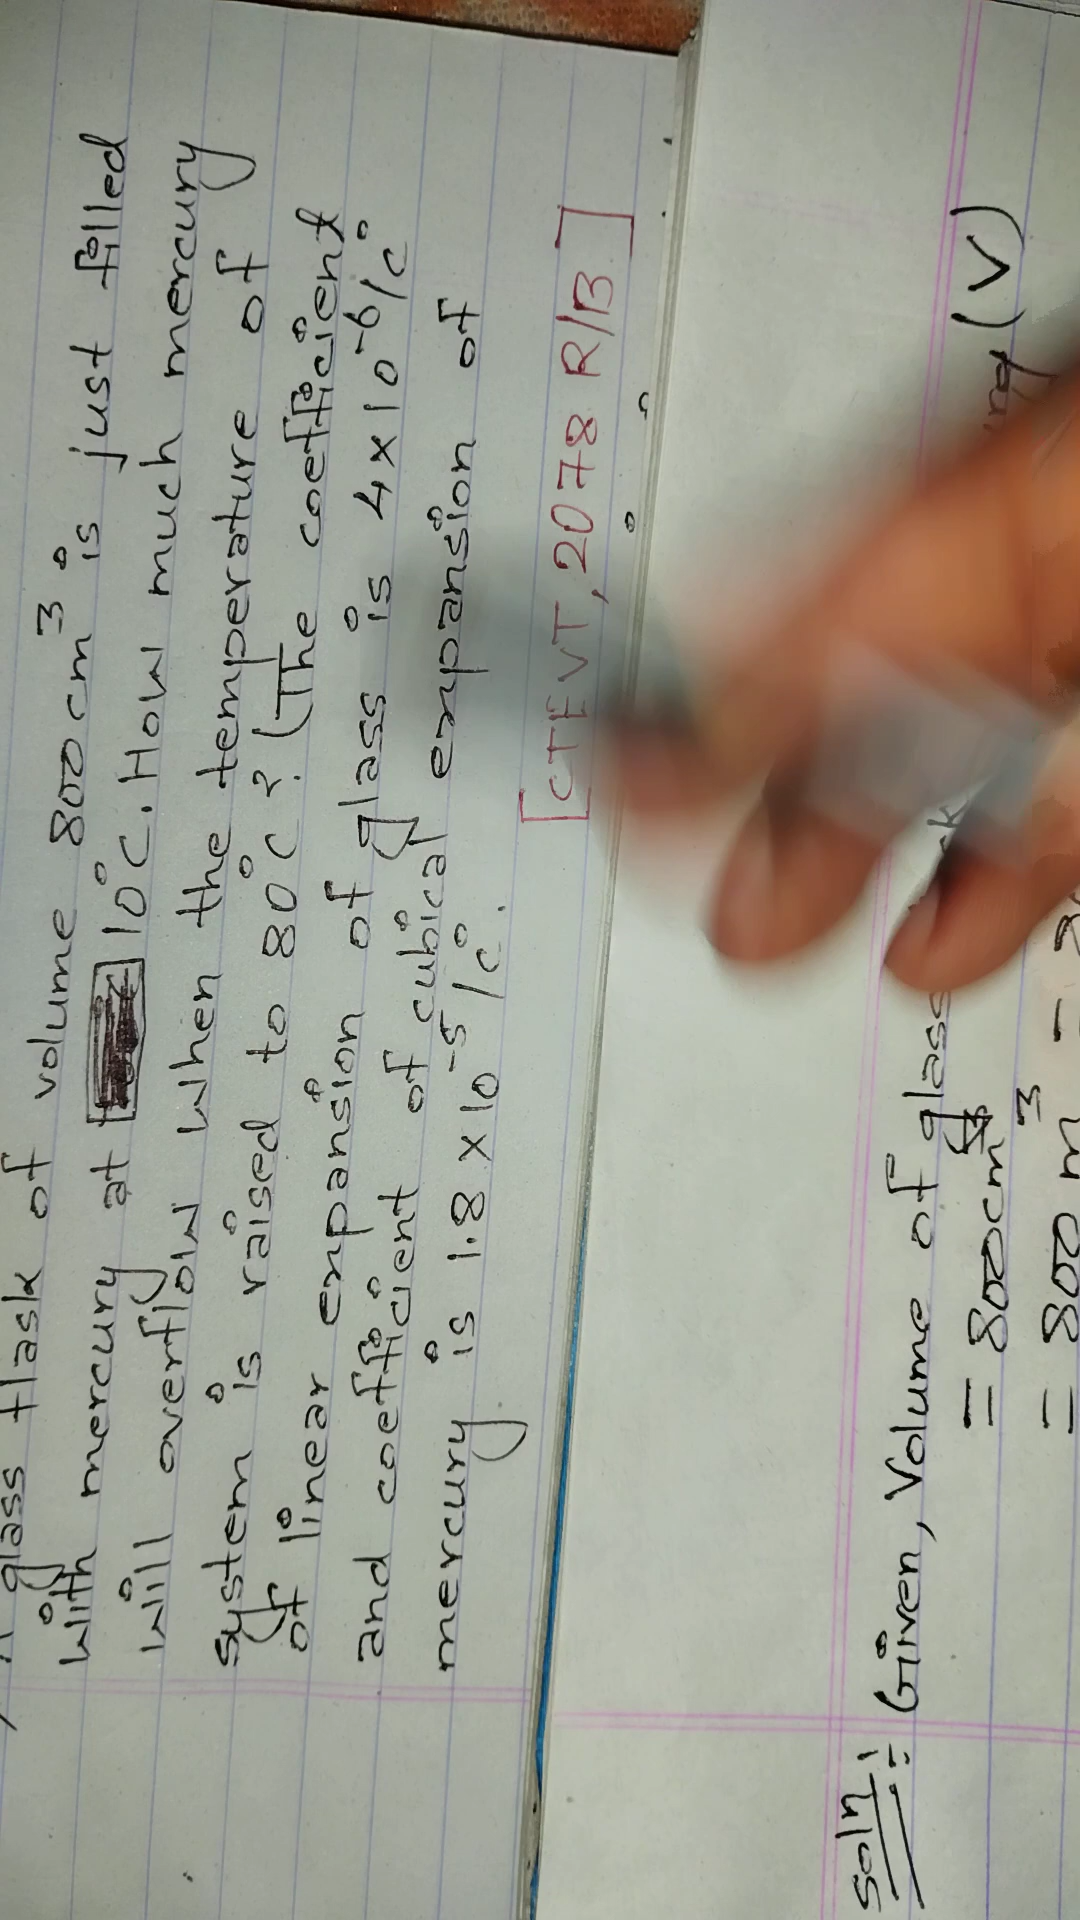 A glass flask of volume 800cm³ is just filled
with mercury at 10°C. How much mercury
will overflow when the temperature of
system is raised to 80°C? (The coefficient
of linear expansion of glass is 4×10⁻⁶/°C
and coefficient of cubical expansion of
mercury is 1.8×10⁻⁵/°C.
[CTEVT, 2078 R/B]
Soln:
Given, Volume of glass (V)
= 800cm³
= 800 m³ =